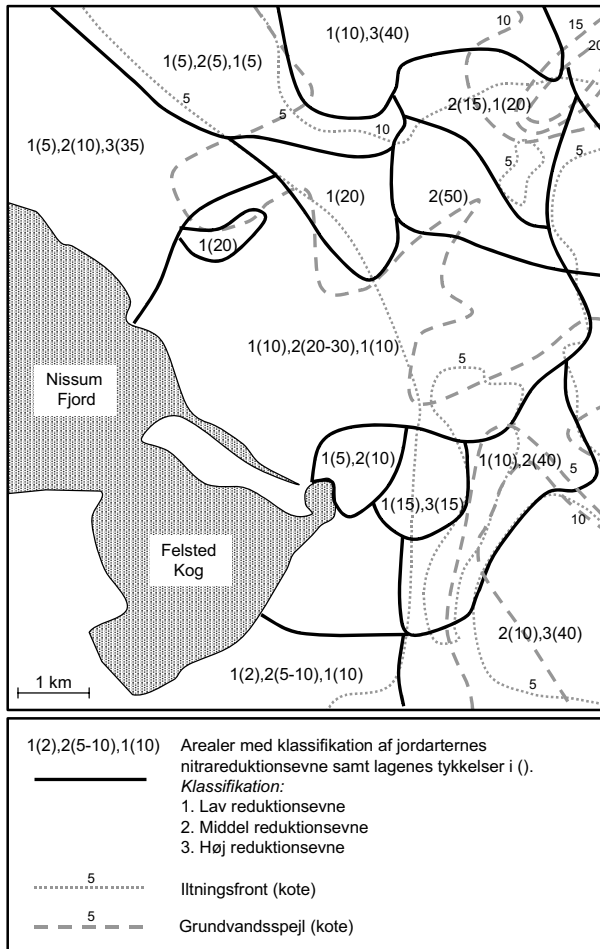 10
15
20
1(10),3(40)
1(5),2(5),1(5)
5
5
10
2(15),1(20)
5
5
1(5),2(10),3(35)
1(20)
2(50)
1(20)
1(10),2(20-30),1(10)
5
Nissum
Fjord
1(5),2(10)
1(10),2(40)
5
1(15),3(15)
10
Felsted
Kog
2(10),3(40)
1(2),2(5-10),1(10)
5
1 km
1(2),2(5-10),1(10) Arealer med klassifikation af jordarternes
nitrareduktionsevne samt lagenes tykkelser i ().
Klassifikation:
1. Lav reduktionsevne
2. Middel reduktionsevne
3. Høj reduktionsevne
5 Iltningsfront (kote)
5 Grundvandsspejl (kote)